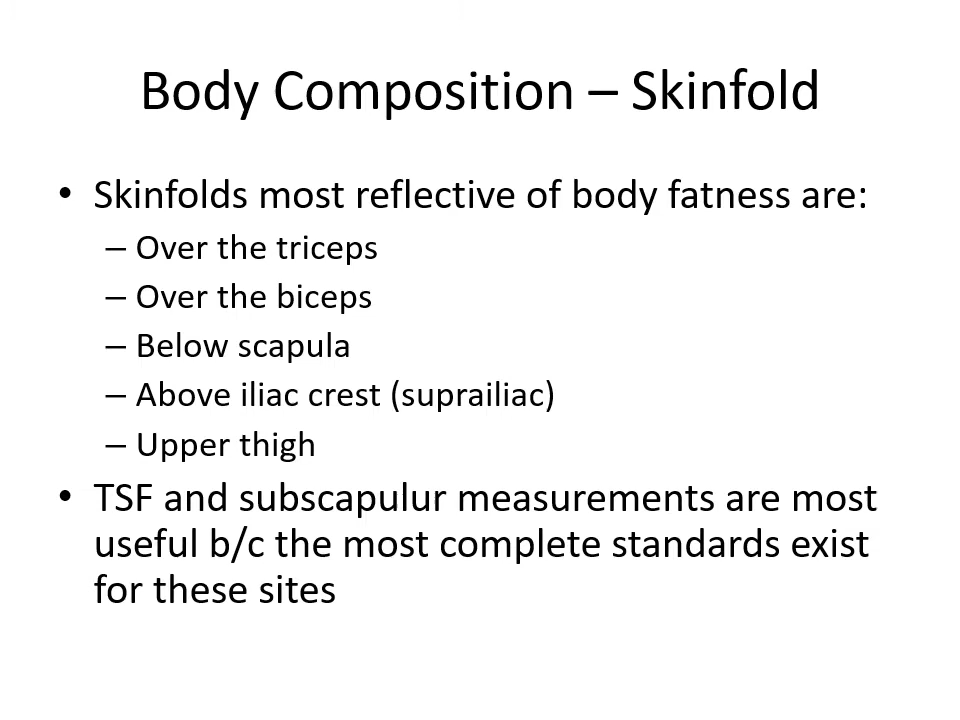 Body Composition – Skinfold
• Skinfolds most reflective of body fatness are:
– Over the triceps
– Over the biceps
– Below scapula
– Above iliac crest (suprailiac)
– Upper thigh
• TSF and subscapulur measurements are most
useful b/c the most complete standards exist
for these sites